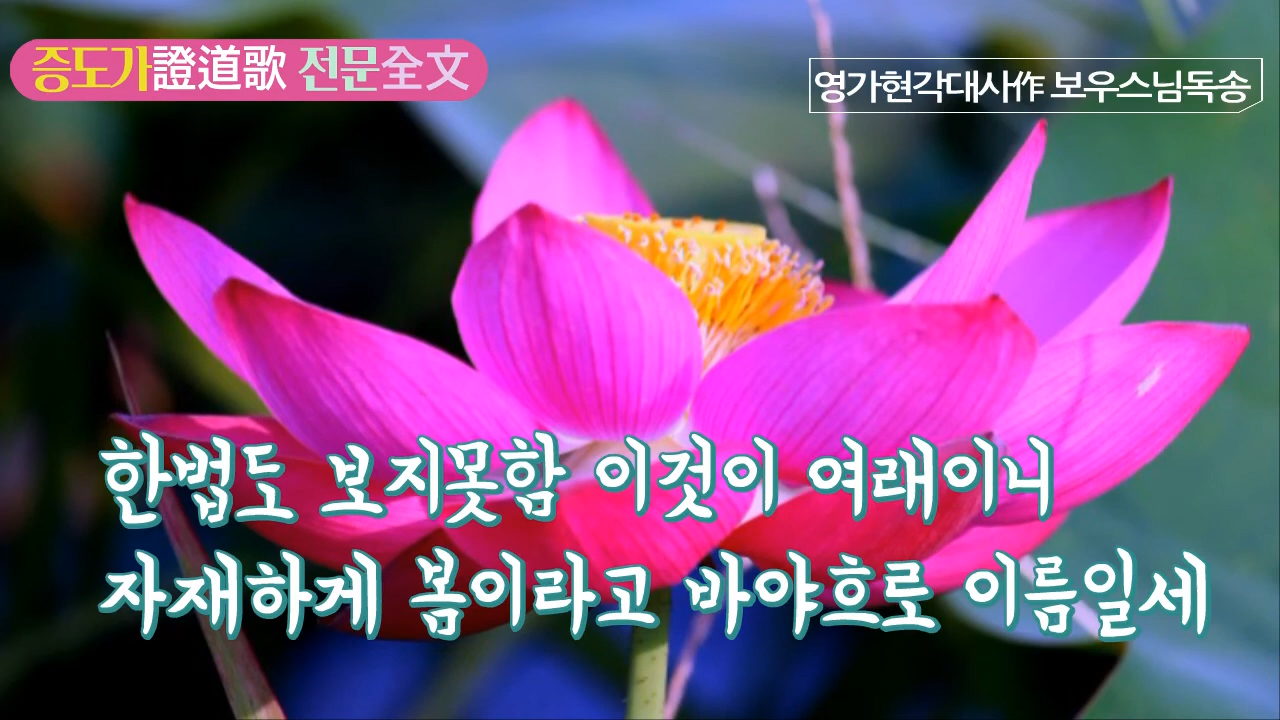 증도가證道歌 전문全文
영가현각대사作 보우스님독송
한법도 보지못함 이것이 여래이니
자재하게 봄이라고 바야흐로 이름일세